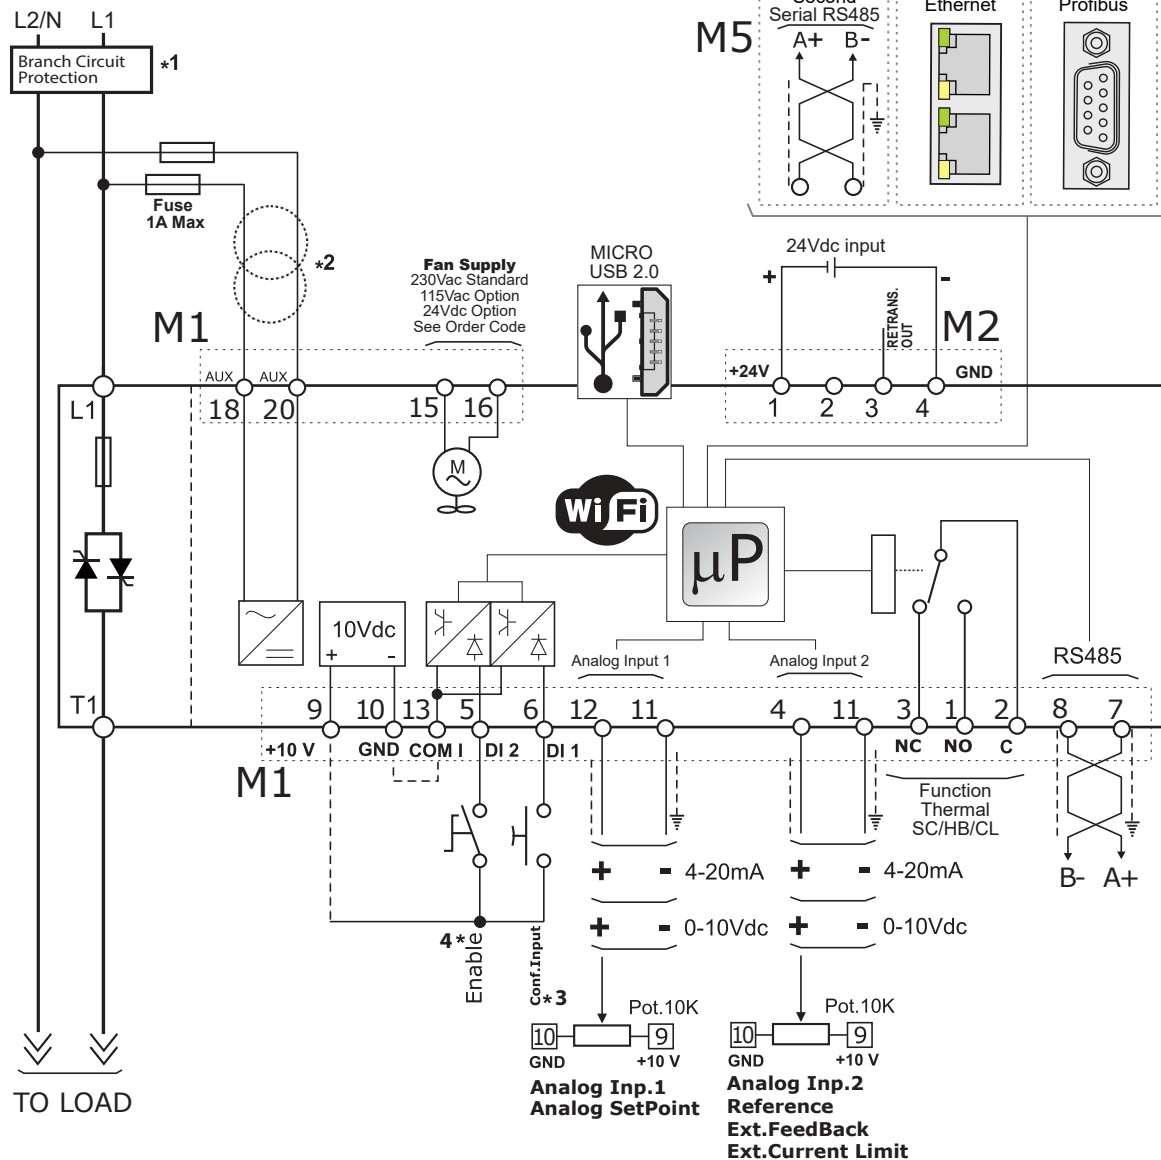 L2/N L1
Branch Circuit
Protection
*1
Fuse
1A Max
*2
M1
Fan Supply
230Vac Standard
115Vac Option
24Vdc Option
See Order Code
MICRO
USB 2.0
M5
Second
Serial RS485
A+ B-
Ethernet
Profibus
24Vdc input
+ -
RETRANS.
OUT
M2
+24V
GND
1 2 3 4
AUX AUX
18 20
15 16
L1
M
WiFi
µP
10Vdc
+ -
Analog Input 1
Analog Input 2
RS485
T1
9 10 13 5 6 12 11 4 11 3 1 2 8 7
+10 V GND COM I DI 2 DI 1
NC NO C
M1
Function
Thermal
SC/HB/CL
B- A+
+ - 4-20mA
+ - 4-20mA
+ - 0-10Vdc
+ - 0-10Vdc
4*
Enable
Conf.Input
*3
Pot.10K
10 9
GND +10 V
Analog Inp.1
Analog SetPoint
Pot.10K
10 9
GND +10 V
Analog Inp.2
Reference
Ext.FeedBack
Ext.Current Limit
TO LOAD